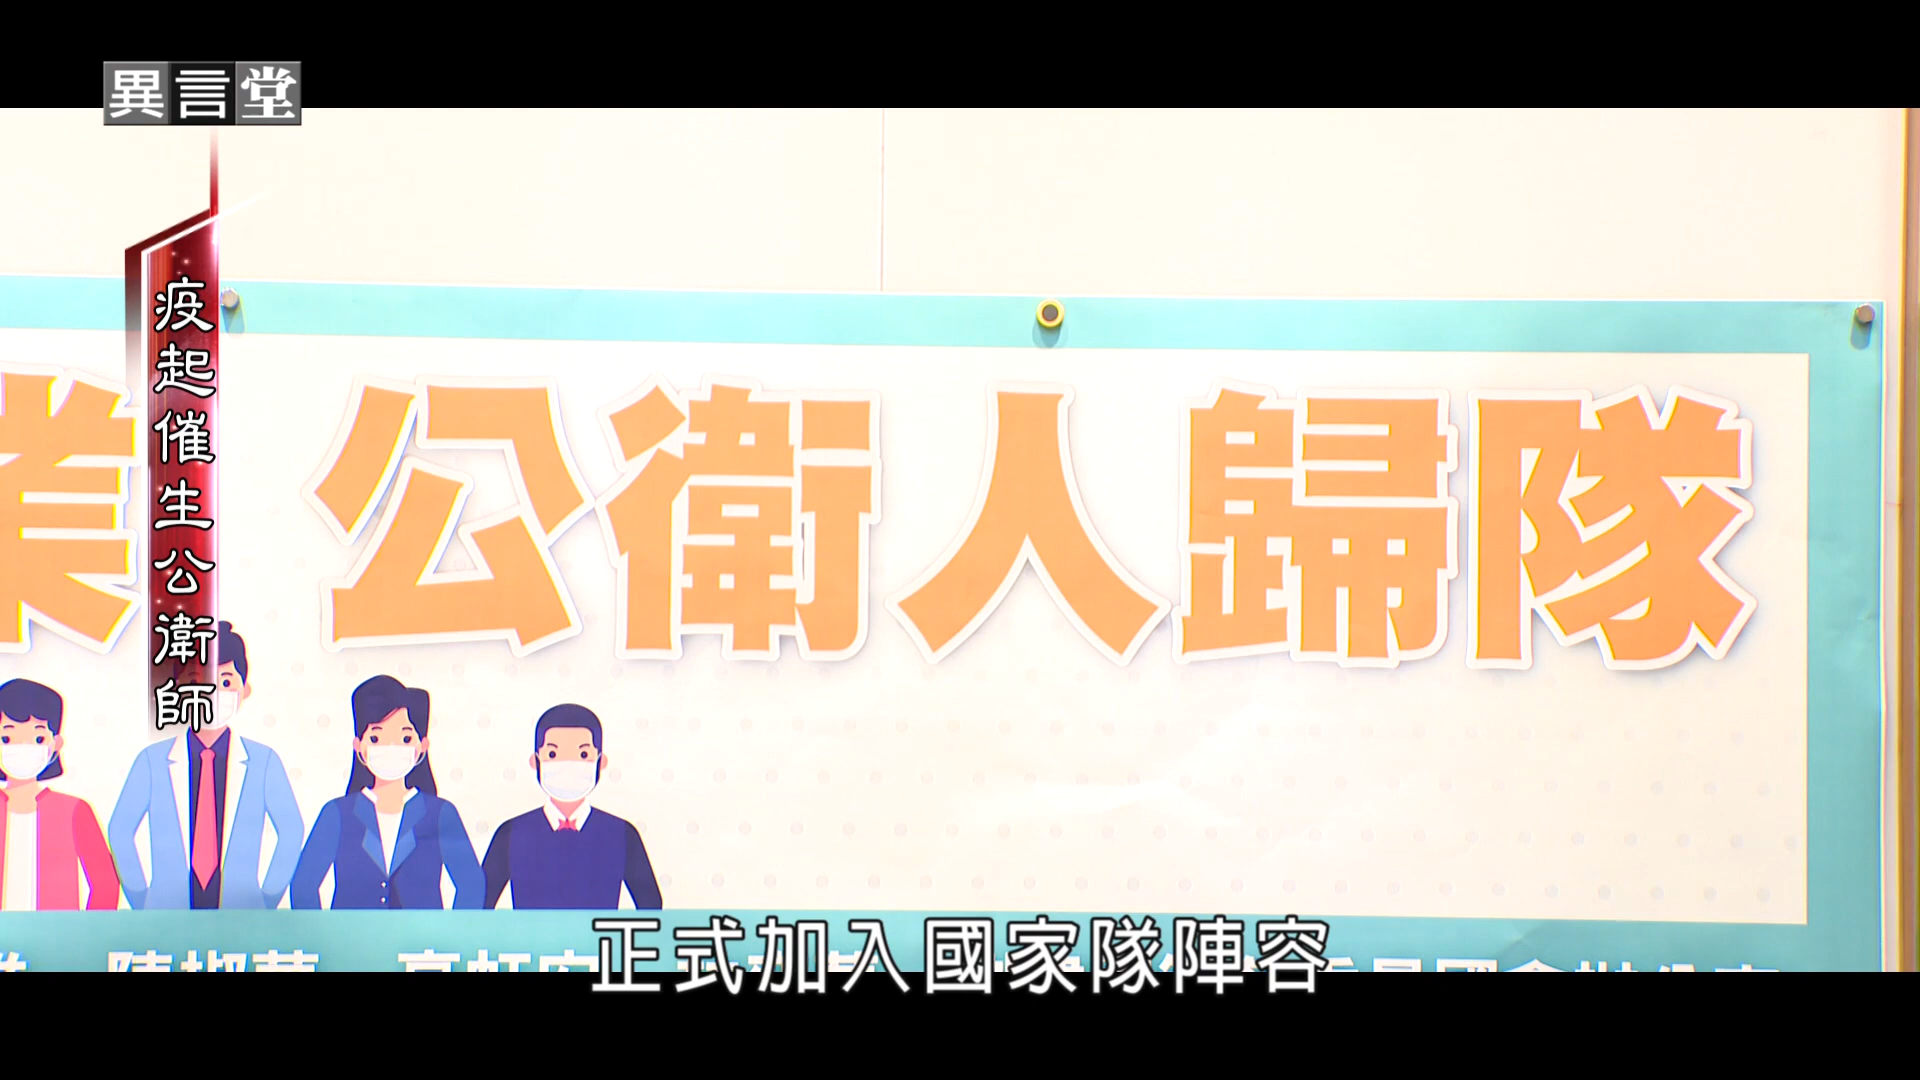 異言堂
疫起催生公衛師
業 公衛人歸隊
正式加入國家隊陣容